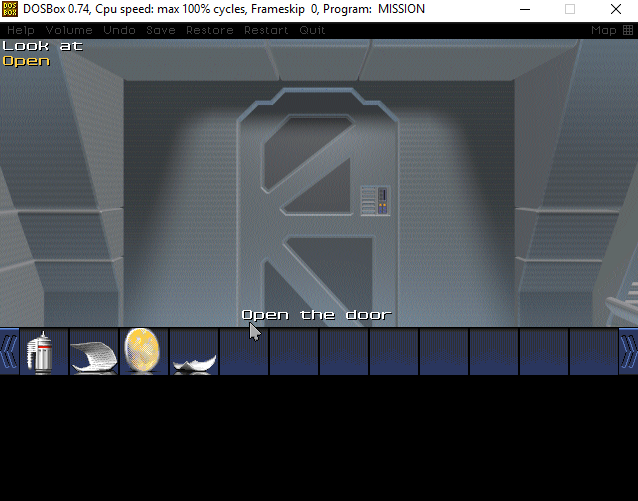 DOSBox 0.74, Cpu speed: max 100% cycles, Frameskip 0, Program: MISSION
Help Volume Undo Save Restore Restart Quit Map
Look at
Open
Open the door